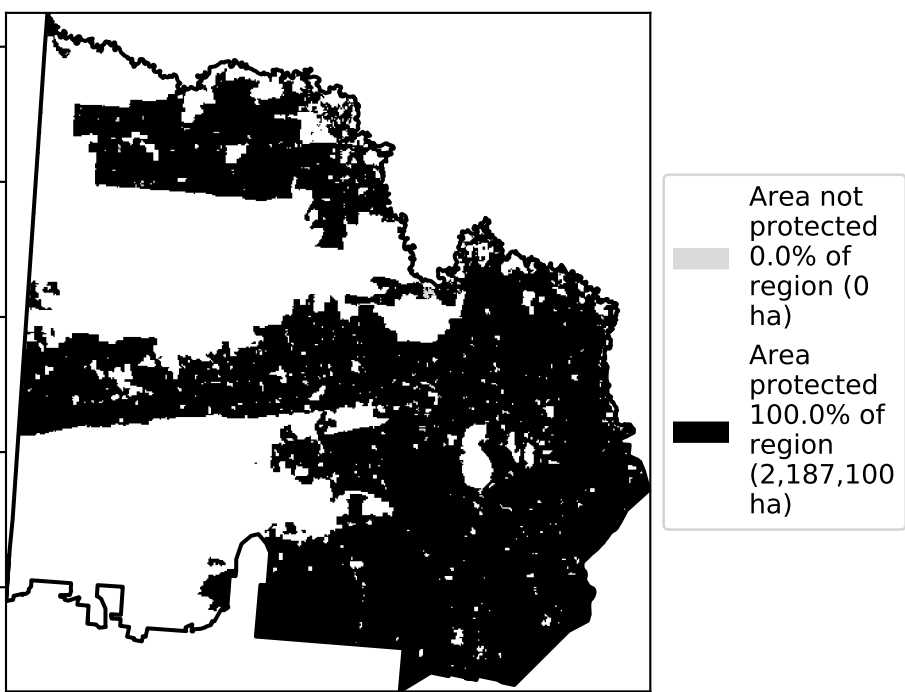 Area not
protected
0.0% of
region (0
ha)
Area
protected
100.0% of
region
(2,187,100
ha)